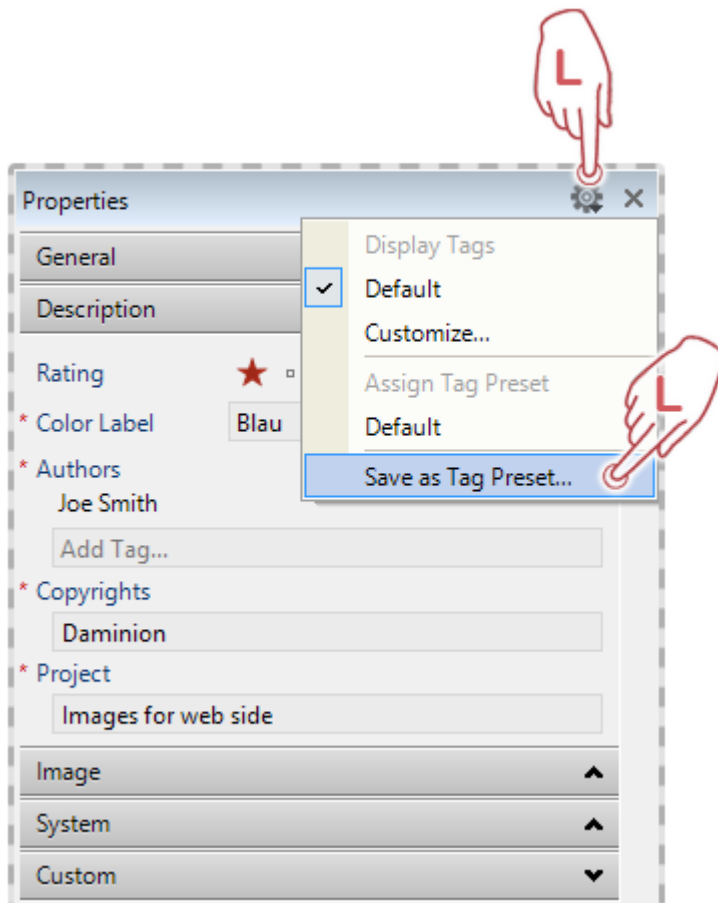 L
Properties
General
Description
Display Tags
Default
Customize...
Assign Tag Preset
Default
Save as Tag Preset...
L
Rating
* Color Label Blau
* Authors
Joe Smith
Add Tag...
* Copyrights
Daminion
* Project
Images for web side
Image
System
Custom